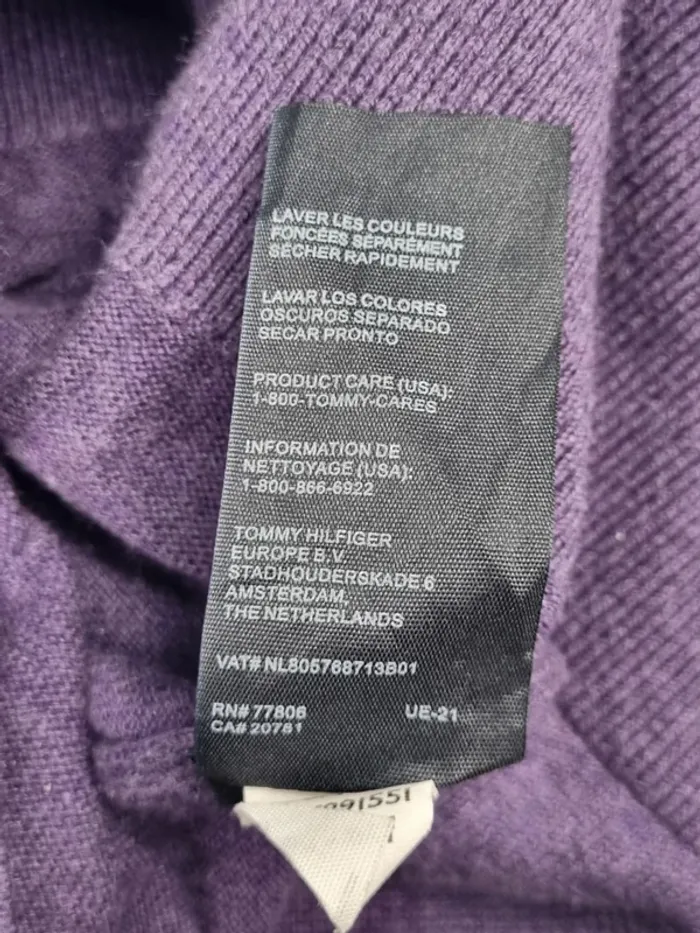 LAVER LES COULEURS
FONCÉES SÉPARÉMENT
SÉCHER RAPIDEMENT
LAVAR LOS COLORES
OSCUROS SEPARADO
SECAR PRONTO
PRODUCT CARE (USA):
1-800-TOMMY-CARES
INFORMATION DE
NETTOYAGE (USA):
1-800-866-6922
TOMMY HILFIGER
EUROPE B.V.
STADHOUDERSKADE 6
AMSTERDAM,
THE NETHERLANDS
VAT# NL805768713B01
RN# 77806 UE-21
CA# 20781